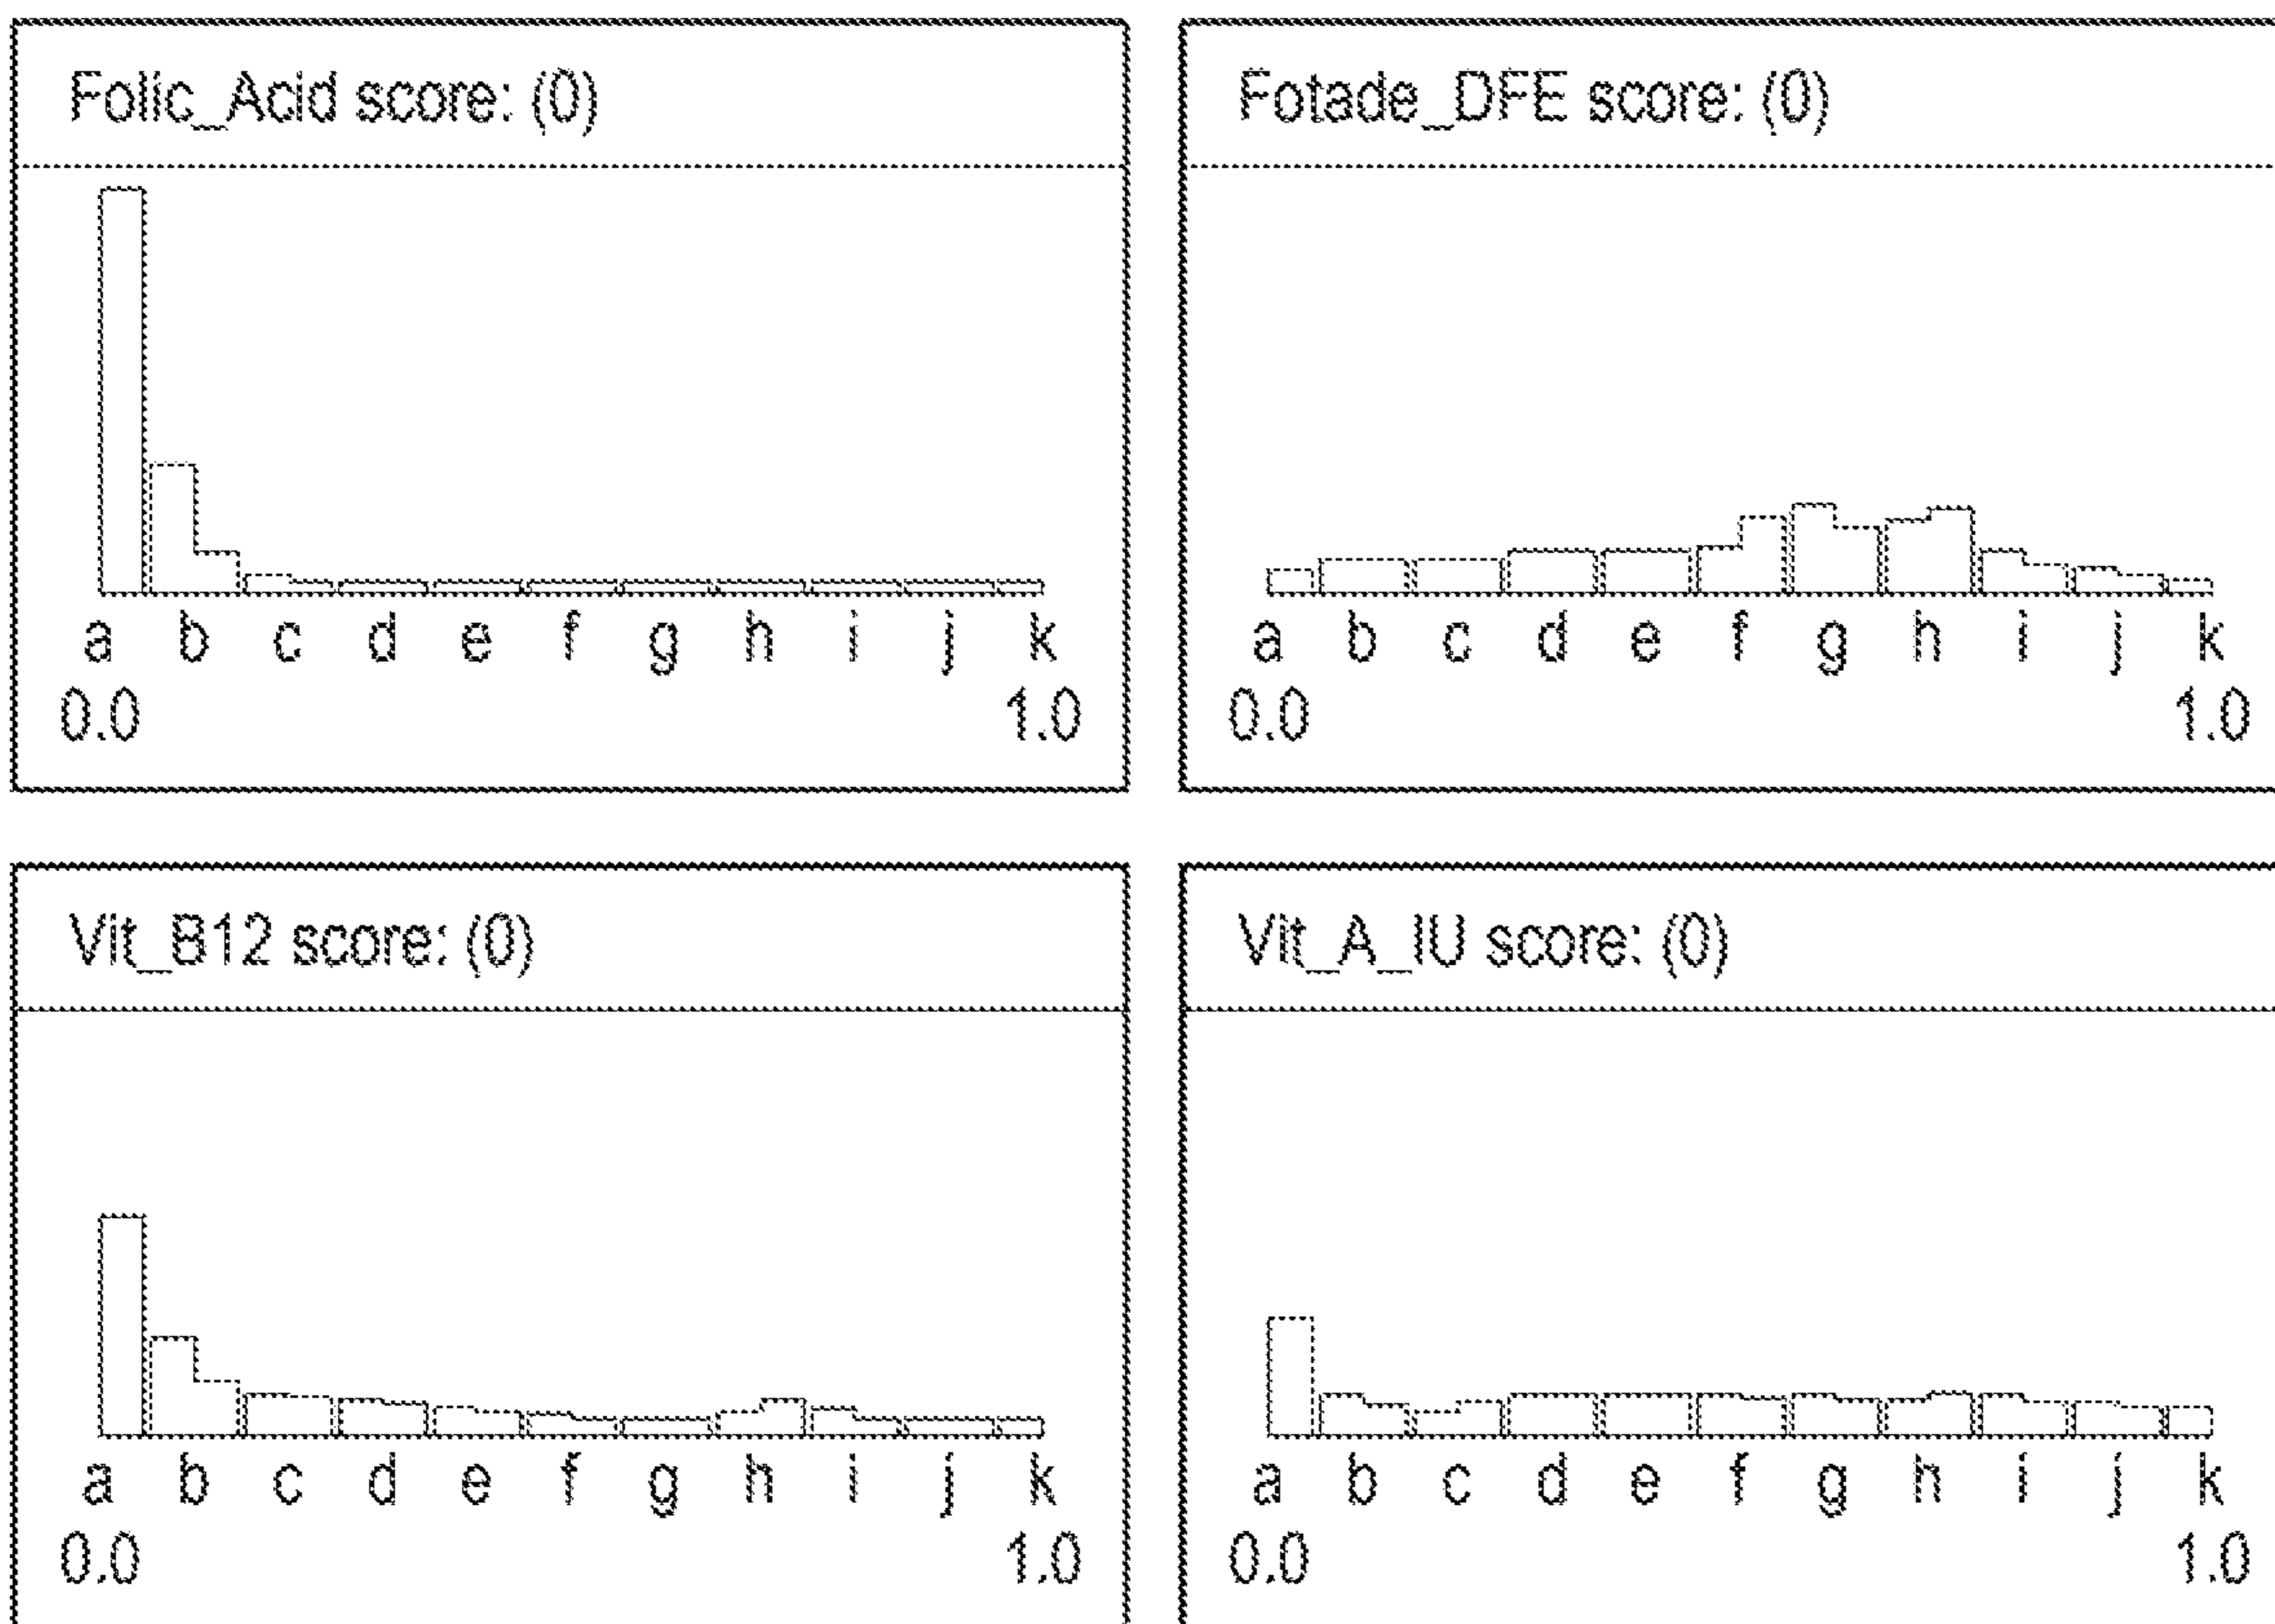 Folic_Acid score: (0)
a b c d e f g h i j k
0.0 1.0
Fotade_DFE score: (0)
a b c d e f g h i j k
0.0 1.0
Vit_B12 score: (0)
a b c d e f g h i j k
0.0 1.0
Vit_A_IU score: (0)
a b c d e f g h i j k
0.0 1.0